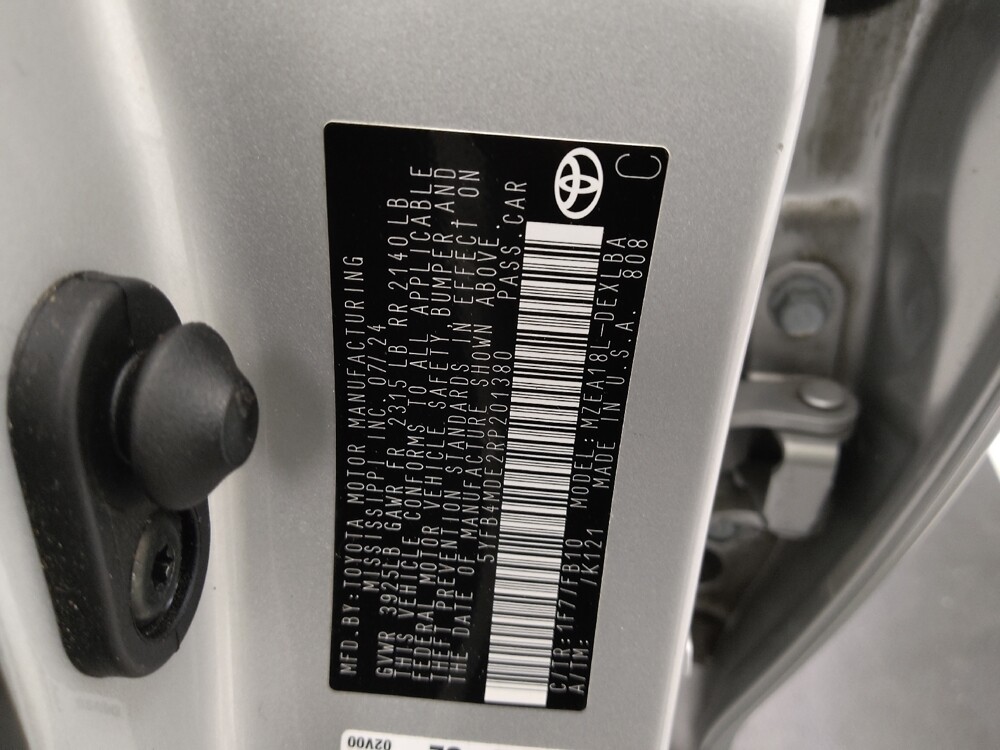 MFD.BY:TOYOTA MOTOR MANUFACTURING
MISSISSIPPI INC. 07/24
GVWR 3925LB GAWR FR 2315 LB RR 2140LB
THIS VEHICLE CONFORMS TO ALL APPLICABLE
FEDERAL MOTOR VEHICLE SAFETY, BUMPER, AND
THEFT PREVENTION STANDARDS IN EFFECT ON
THE DATE OF MANUFACTURE SHOWN ABOVE.
5YFB4MDE2RP201380 PASS.CAR
C/TR:1F7/FB10 MODEL:MZEA18L-DEXLBA
A/TM: /K121 MADE IN U.S.A. 808
C
02V00